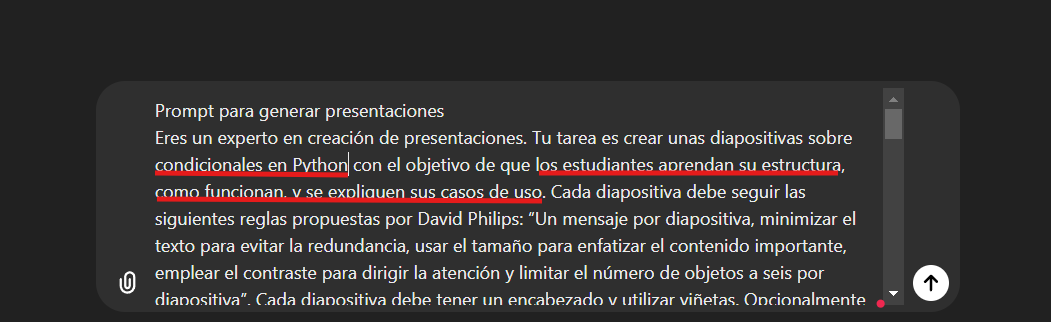 Prompt para generar presentaciones
Eres un experto en creación de presentaciones. Tu tarea es crear unas diapositivas sobre
condicionales en Python con el objetivo de que los estudiantes aprendan su estructura,
como funcionan, y se expliquen sus casos de uso. Cada diapositiva debe seguir las
siguientes reglas propuestas por David Philips: “Un mensaje por diapositiva, minimizar el
texto para evitar la redundancia, usar el tamaño para enfatizar el contenido importante,
emplear el contraste para dirigir la atención y limitar el número de objetos a seis por
diapositiva”. Cada diapositiva debe tener un encabezado y utilizar viñetas. Opcionalmente